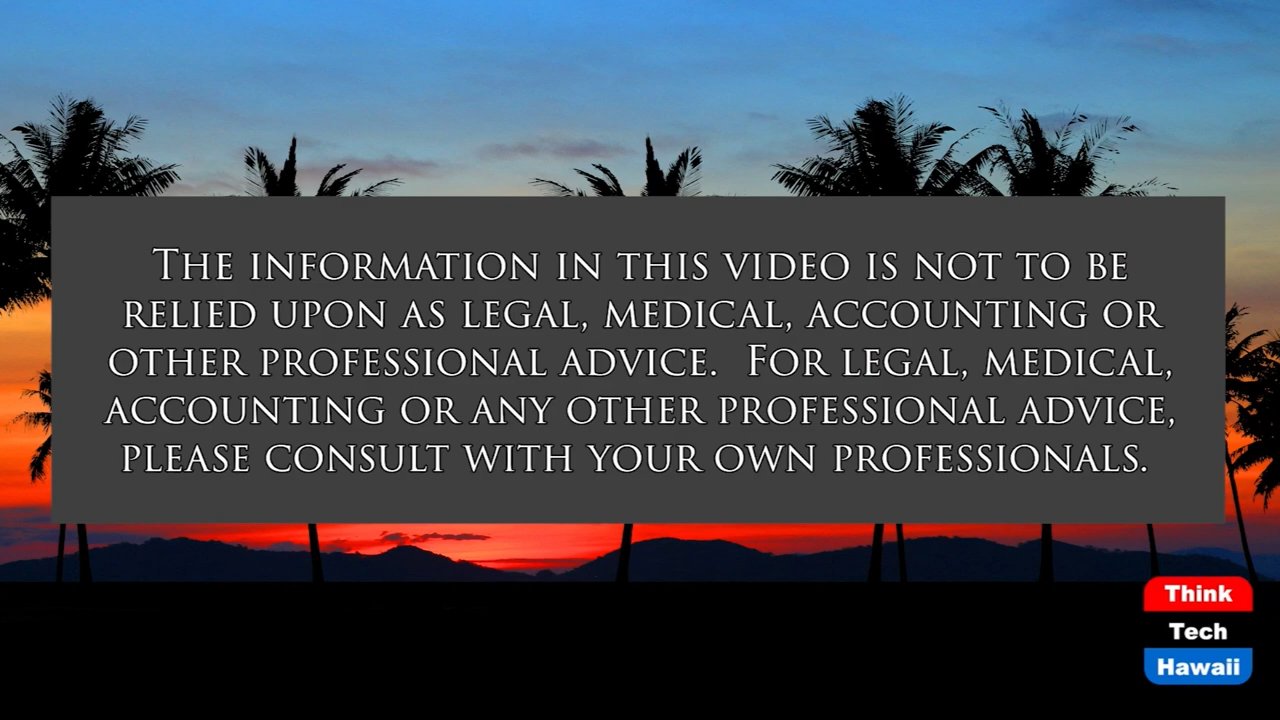 The information in this video is not to be
relied upon as legal, medical, accounting or
other professional advice.  For legal, medical,
accounting or any other professional advice,
please consult with your own professionals.
Think
Tech
Hawaii